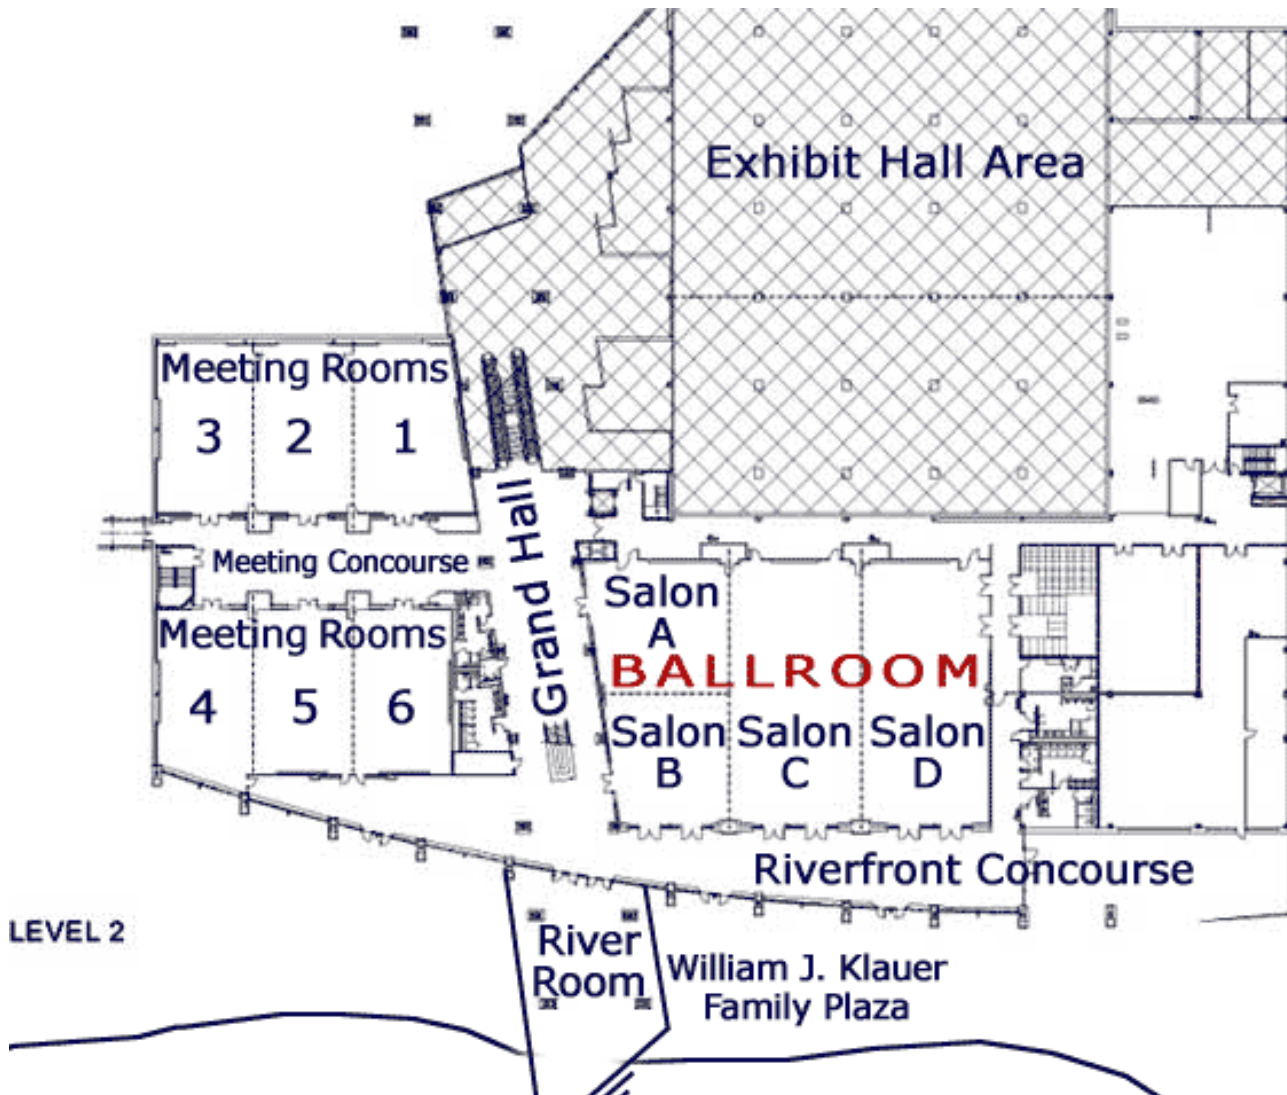 Exhibit Hall Area
Meeting Rooms
3 2 1
Grand Hall
Meeting Concourse
Meeting Rooms
4 5 6
Salon
A
BALLROOM
Salon
B
Salon
C
Salon
D
Riverfront Concourse
LEVEL 2
River
Room
William J. Klauer
Family Plaza